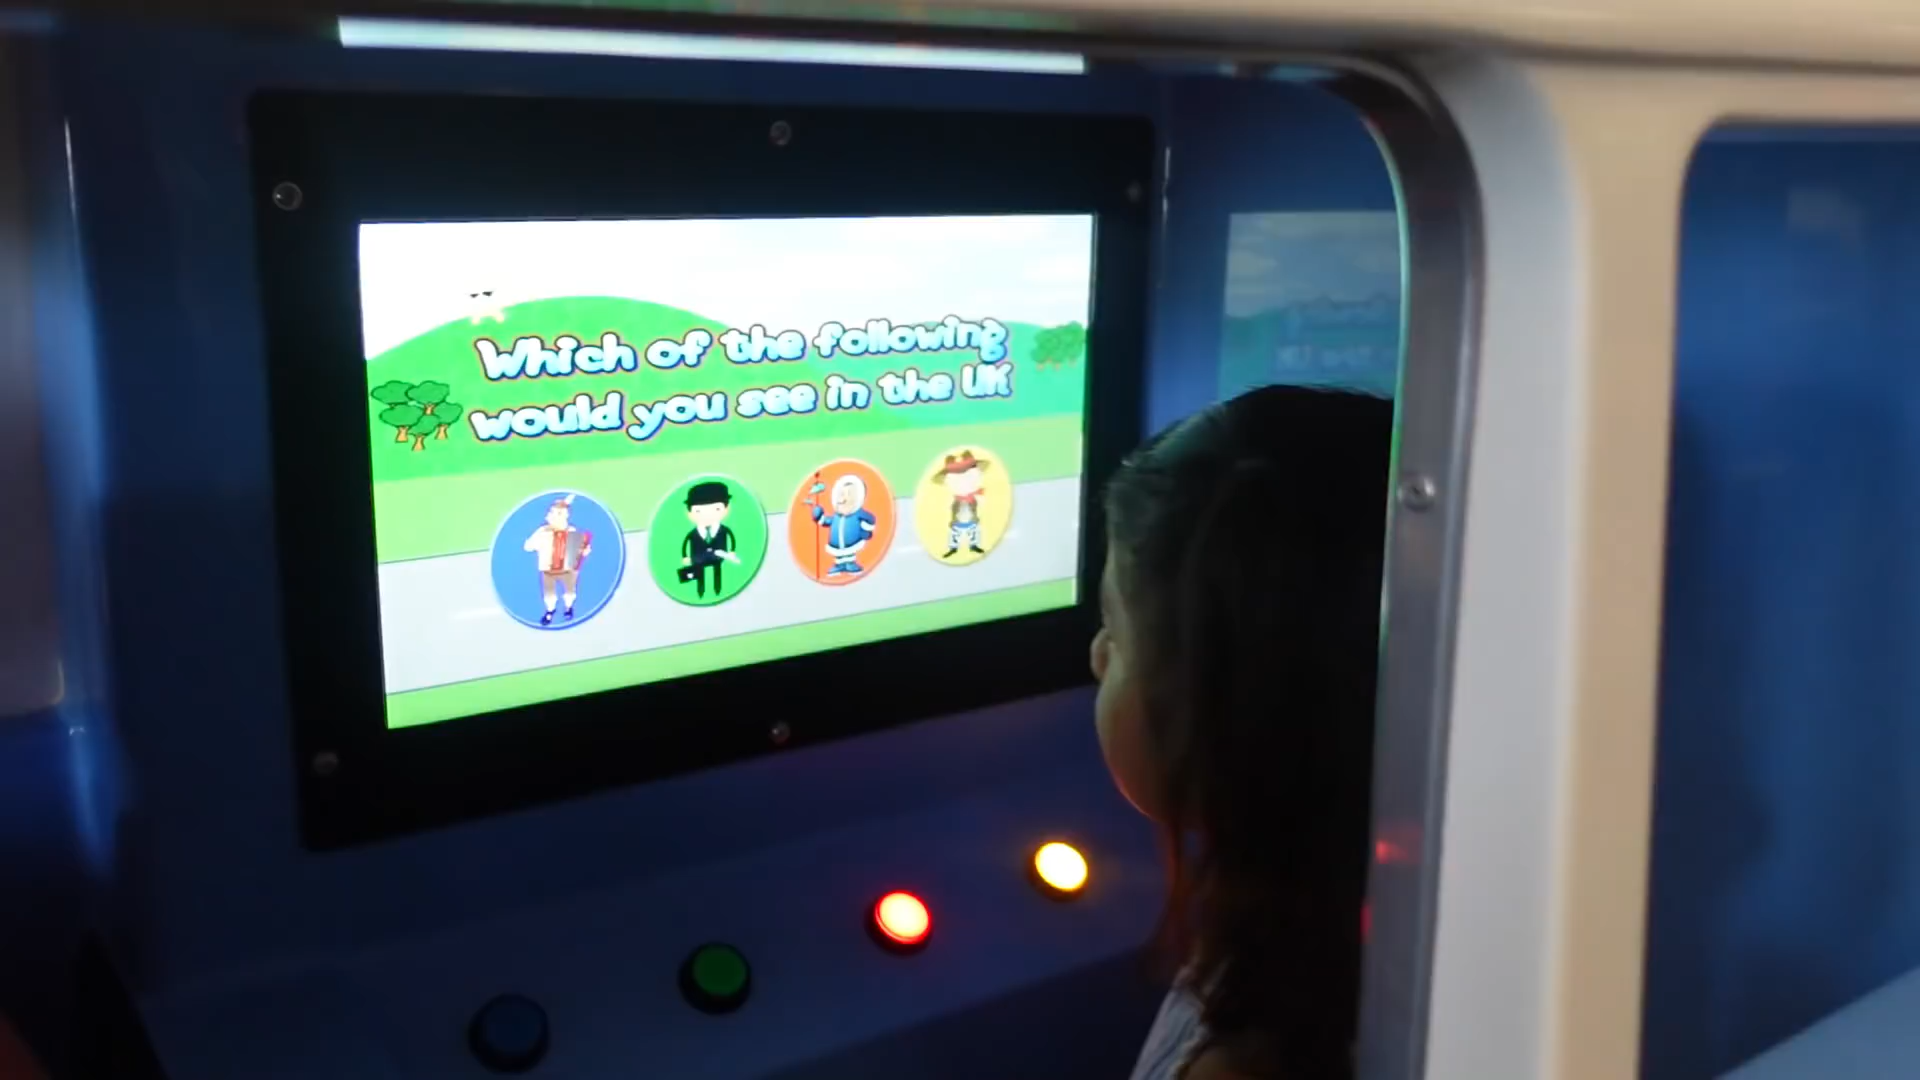 Which of the following
would you see in the UK